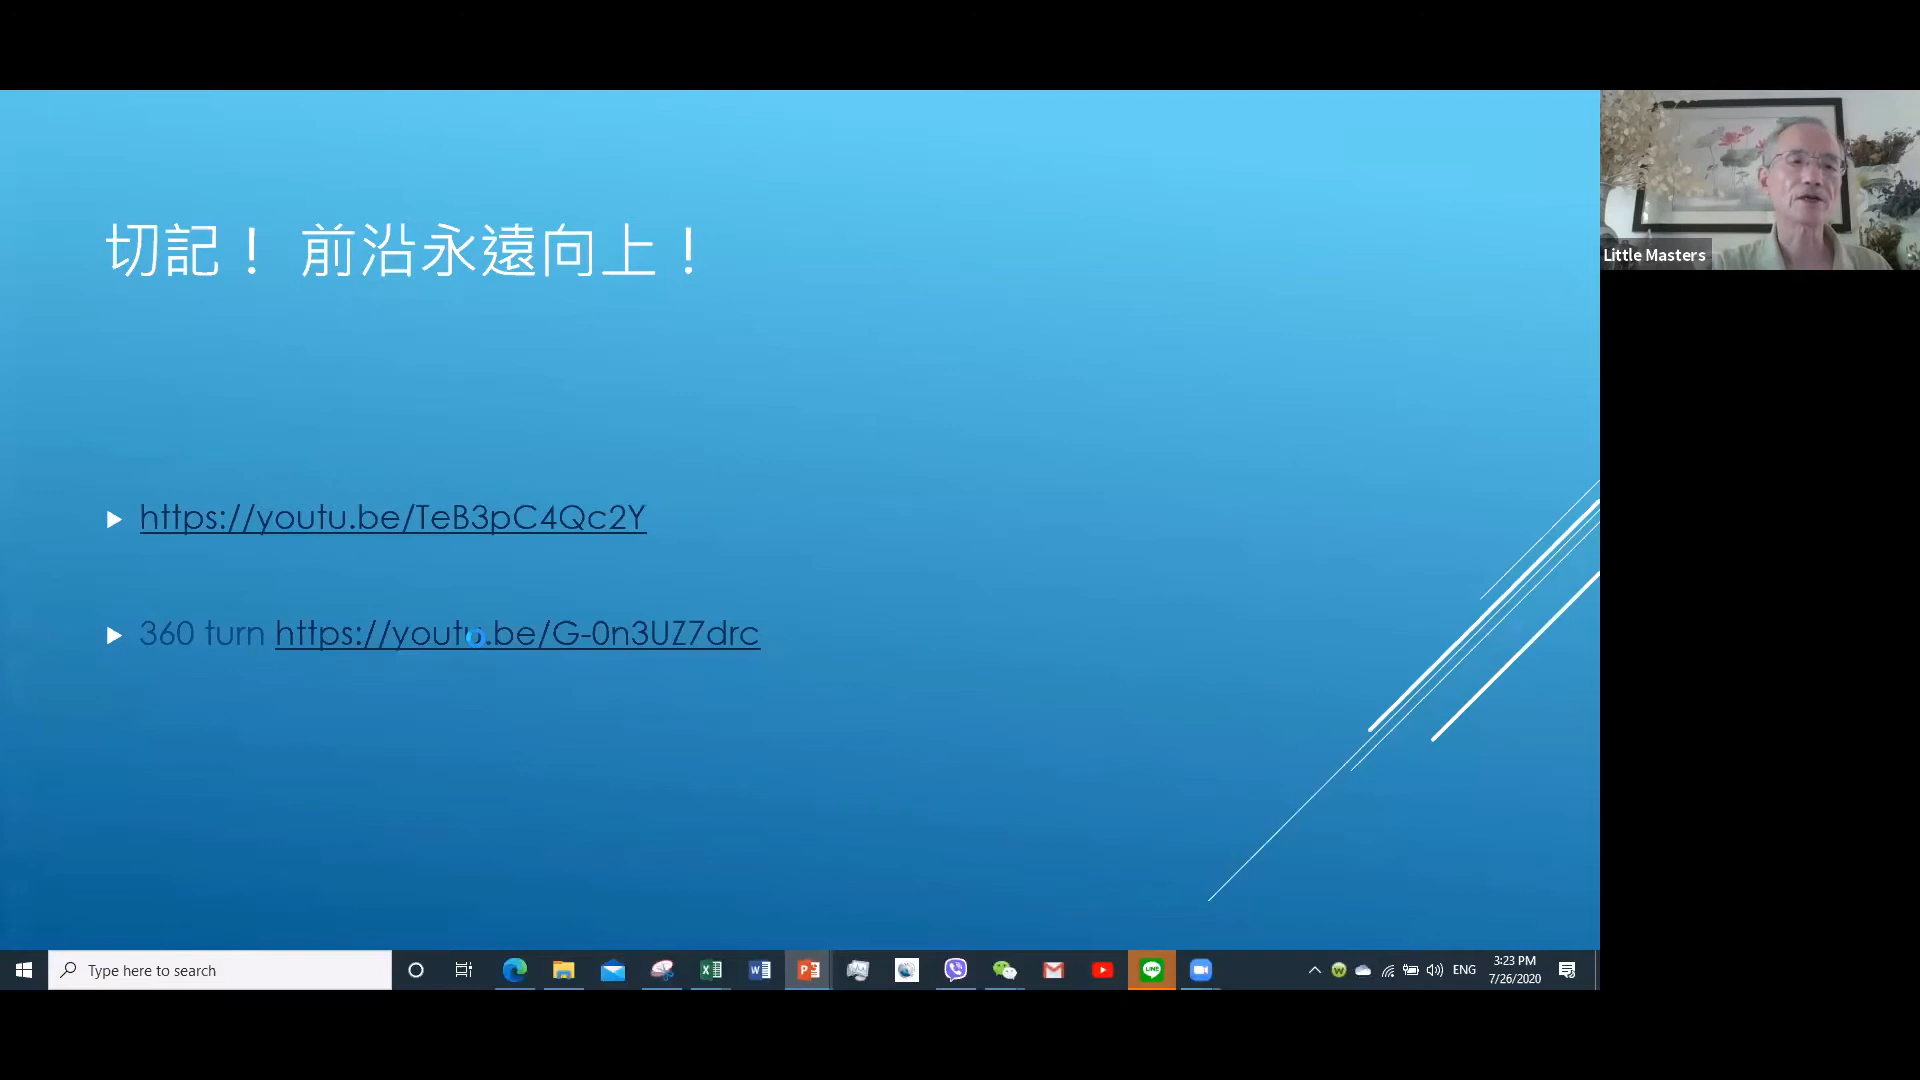 切記！ 前沿永遠向上！
https://youtu.be/TeB3pC4Qc2Y
360 turn https://youtu.be/G-0n3UZ7drc
Little Masters
Type here to search
ENG
3:23 PM
7/26/2020